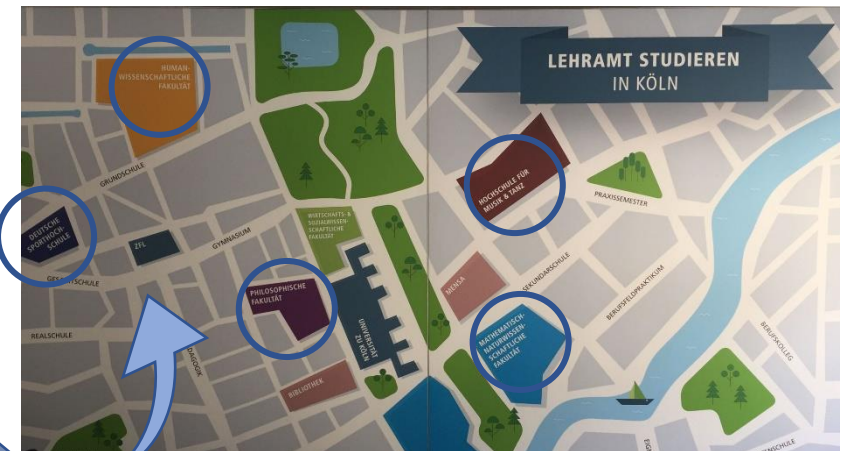 LEHRAMT STUDIEREN
IN KÖLN
HUMAN-
WISSENSCHAFTLICHE
FAKULTÄT
GRUNDSCHULE
HOCHSCHULE FÜR
MUSIK & TANZ
PRAXISSEMESTER
DEUTSCHE
SPORTHOCH-
SCHULE
ZFL
GYMNASIUM
WIRTSCHAFTS- &
SOZIALWISSEN-
SCHAFTLICHE
FAKULTÄT
PHILOSOPHISCHE
FAKULTÄT
UNIVERSITÄT
ZU KÖLN
MENSA
SEKUNDARSCHULE
BERUFSFELDPRAKTIKUM
MATHEMATISCH-
NATURWISSEN-
SCHAFTLICHE
FAKULTÄT
REALSCHULE
BIBLIOTHEK
BERUFSKOLLEG